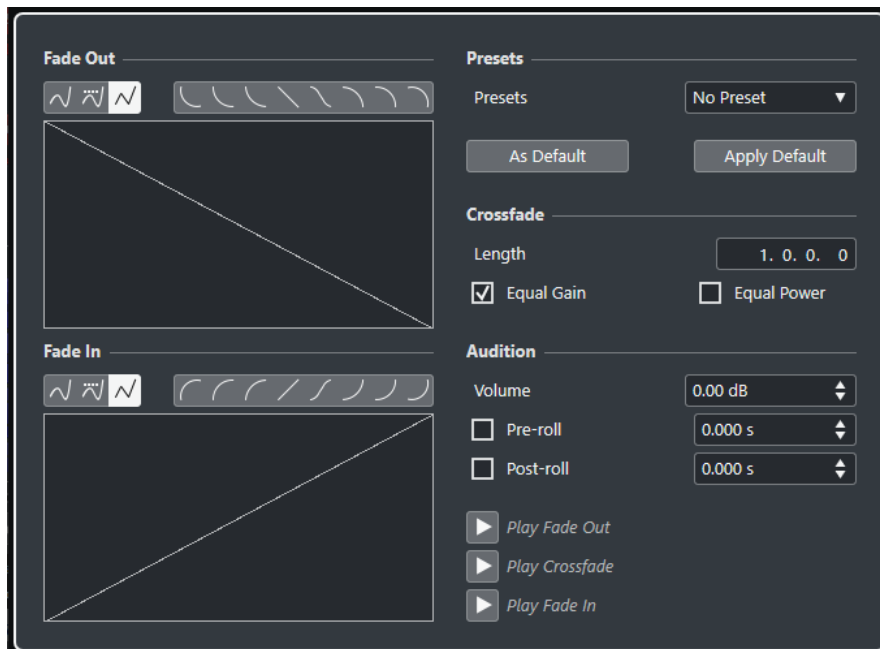 Fade Out
Fade In
Presets
Presets
No Preset
As Default
Apply Default
Crossfade
Length
1. 0. 0. 0
Equal Gain
Equal Power
Audition
Volume
0.00 dB
Pre-roll
0.000 s
Post-roll
0.000 s
Play Fade Out
Play Crossfade
Play Fade In